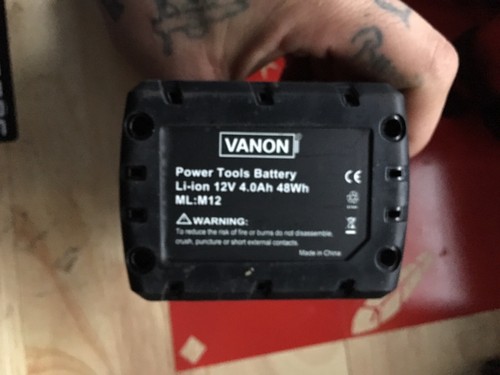 VANON
Power Tools Battery
Li-ion 12V 4.0Ah 48Wh
ML:M12
CE
WARNING:
To reduce the risk of fire or burns do not disassemble,
crush, puncture or short external contacts.
Made in China